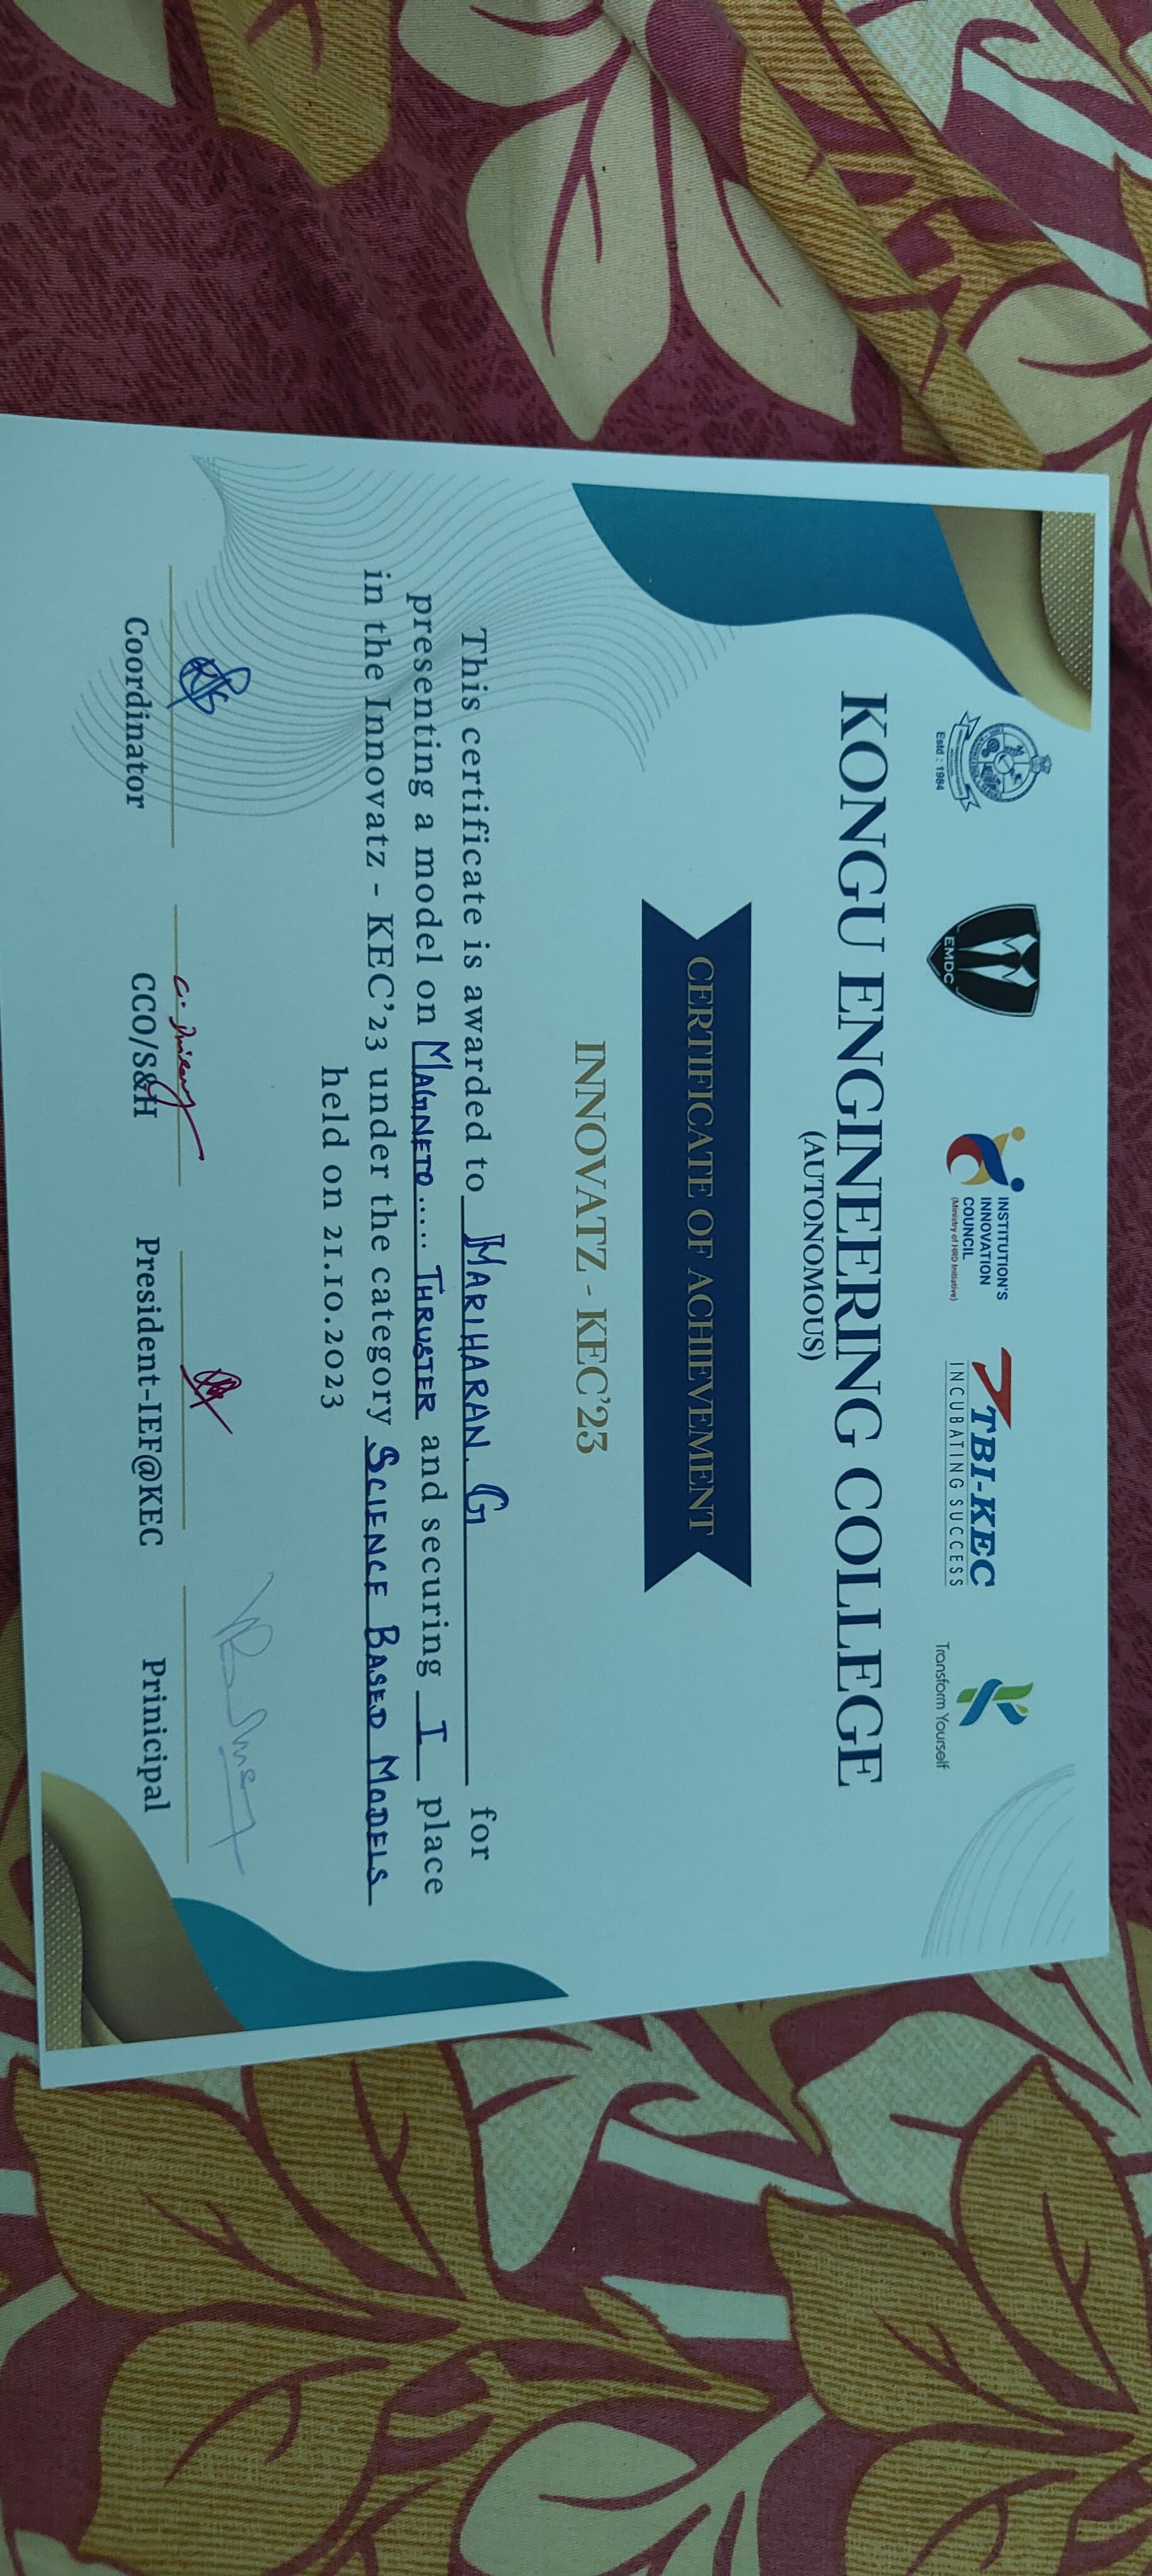 Estd : 1984
EMDC
INSTITUTION'S
INNOVATION
COUNCIL
(Ministry of HRD Initiative)
TBI-KEC
INCUBATING SUCCESS
Transform Yourself
KONGU ENGINEERING COLLEGE
(AUTONOMOUS)
CERTIFICATE OF ACHIEVEMENT
INNOVATZ - KEC'23
This certificate is awarded to MARIHARAN. G for
presenting a model on MAGNETO..... THRUSTER and securing I place
in the Innovatz - KEC'23 under the category SCIENCE BASED MODELS
held on 21.10.2023
Coordinator
CCO/S&H
President-IEF@KEC
Prinicipal